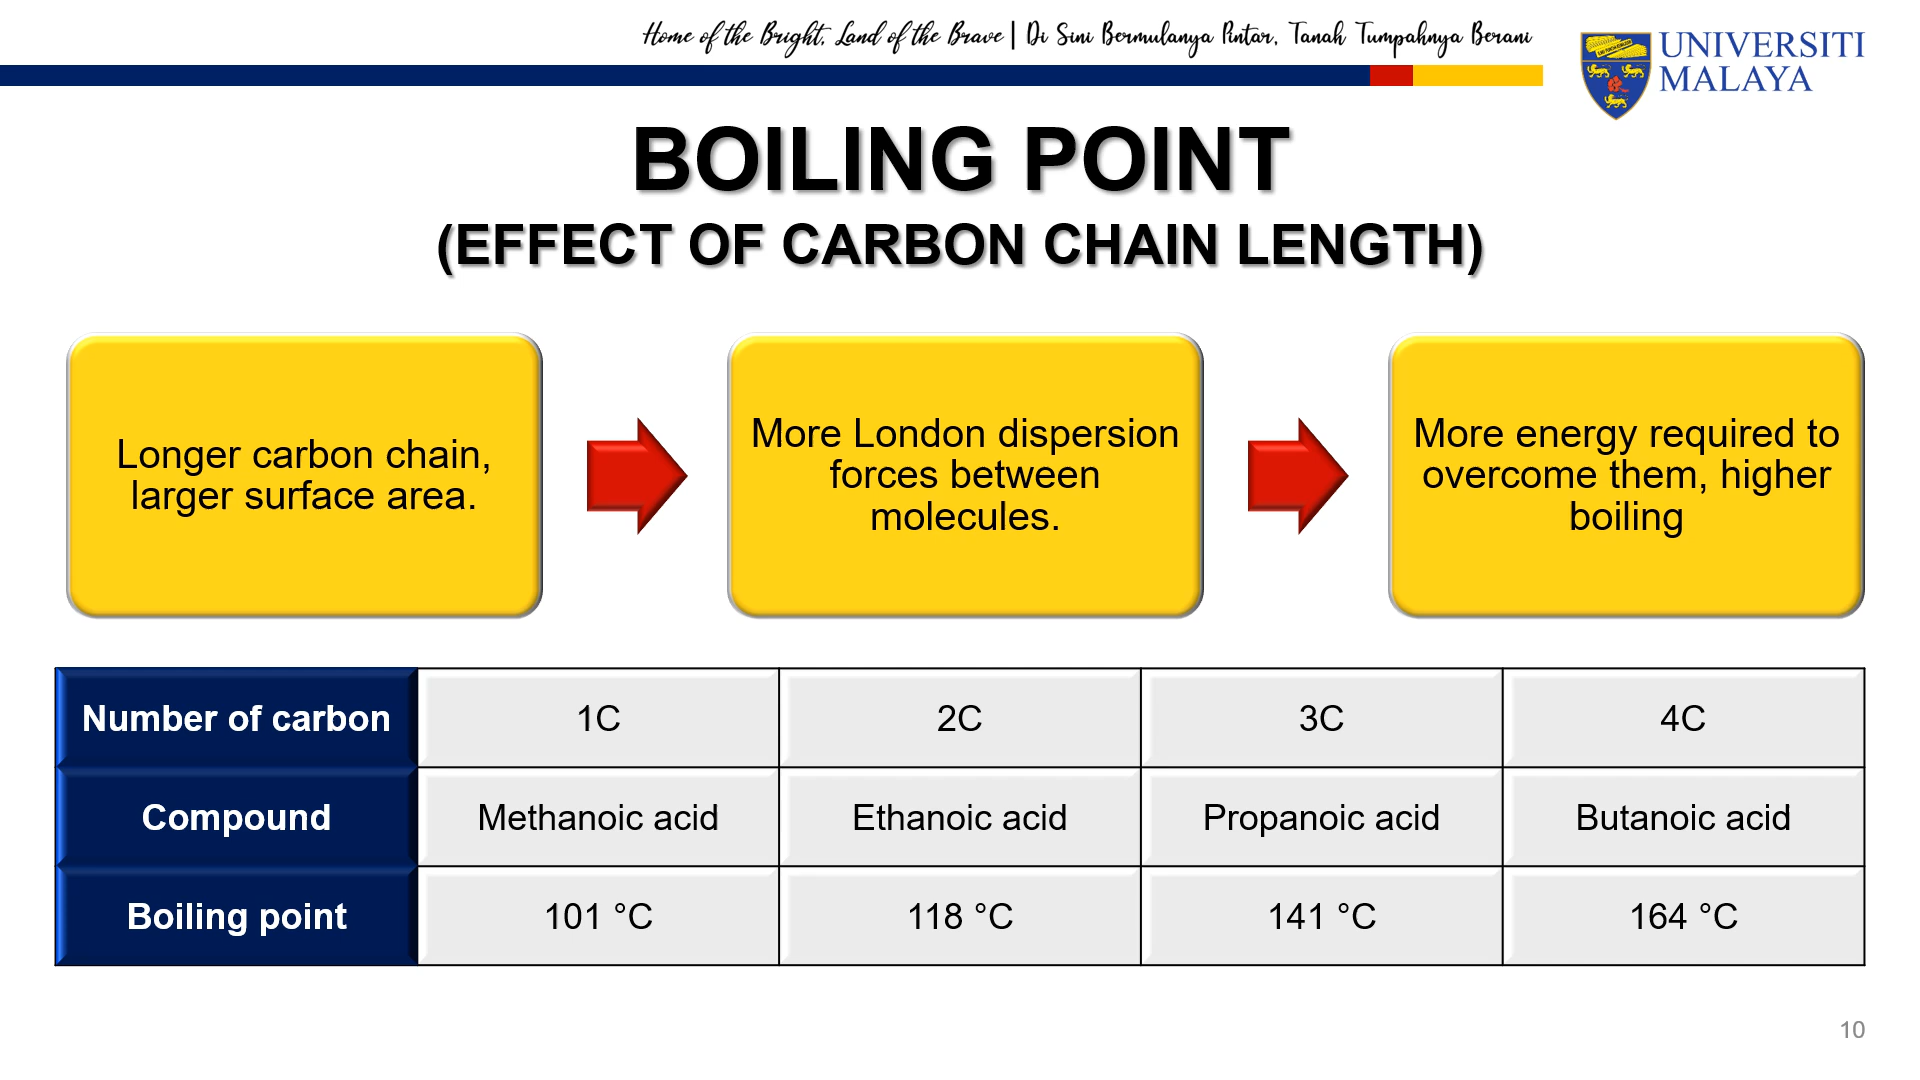 Home of the Bright, Land of the Brave | Di Sini Bermulanya Pintar, Tanah Tumpahnya Berani
UNIVERSITI
MALAYA
BOILING POINT
(EFFECT OF CARBON CHAIN LENGTH)
Longer carbon chain,
larger surface area.
More London dispersion
forces between
molecules.
More energy required to
overcome them, higher
boiling
Number of carbon 1C 2C 3C 4C
Compound Methanoic acid Ethanoic acid Propanoic acid Butanoic acid
Boiling point 101 °C 118 °C 141 °C 164 °C
10